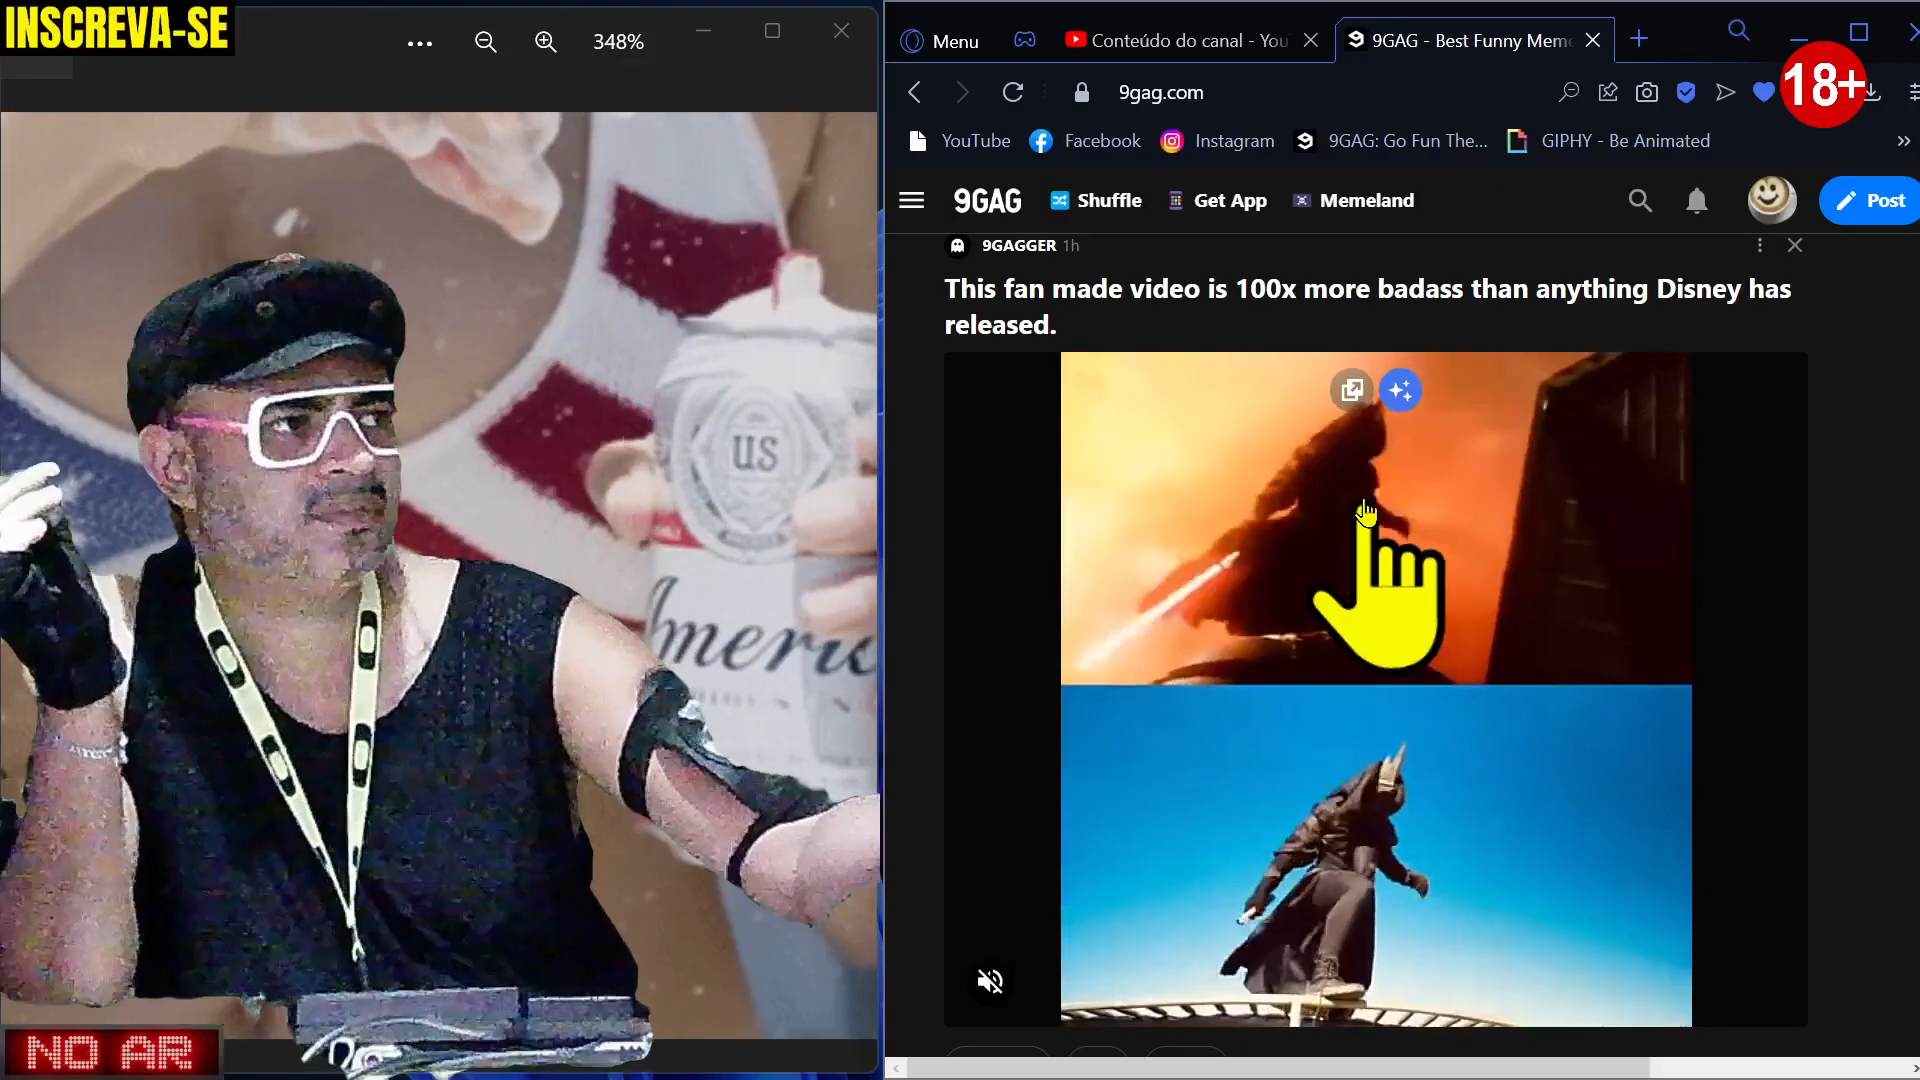 INSCREVA-SE
348%
US
Americ
NO AR
Menu
Conteúdo do canal - You
9GAG - Best Funny Meme
18+
9gag.com
YouTube
Facebook
Instagram
9GAG: Go Fun The...
GIPHY - Be Animated
9GAG
Shuffle
Get App
Memeland
Post
9GAGGER 1h
This fan made video is 100x more badass than anything Disney has
released.